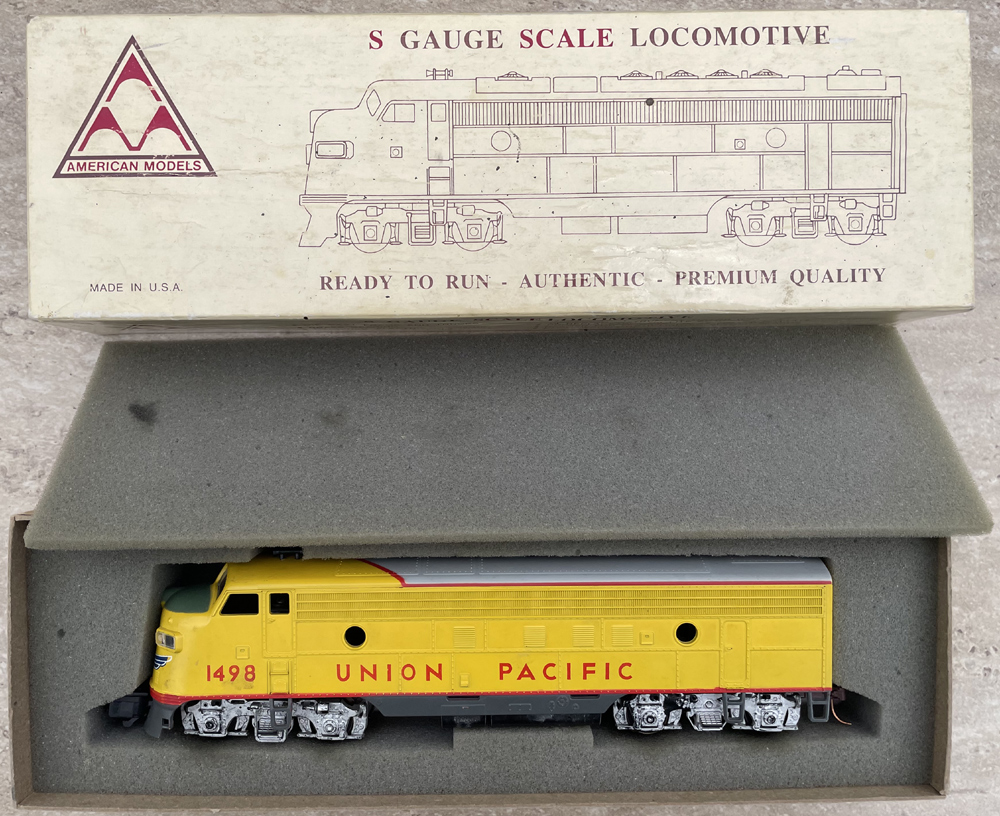 S GAUGE SCALE LOCOMOTIVE
AMERICAN MODELS
MADE IN U.S.A.
READY TO RUN - AUTHENTIC - PREMIUM QUALITY
1498 UNION PACIFIC